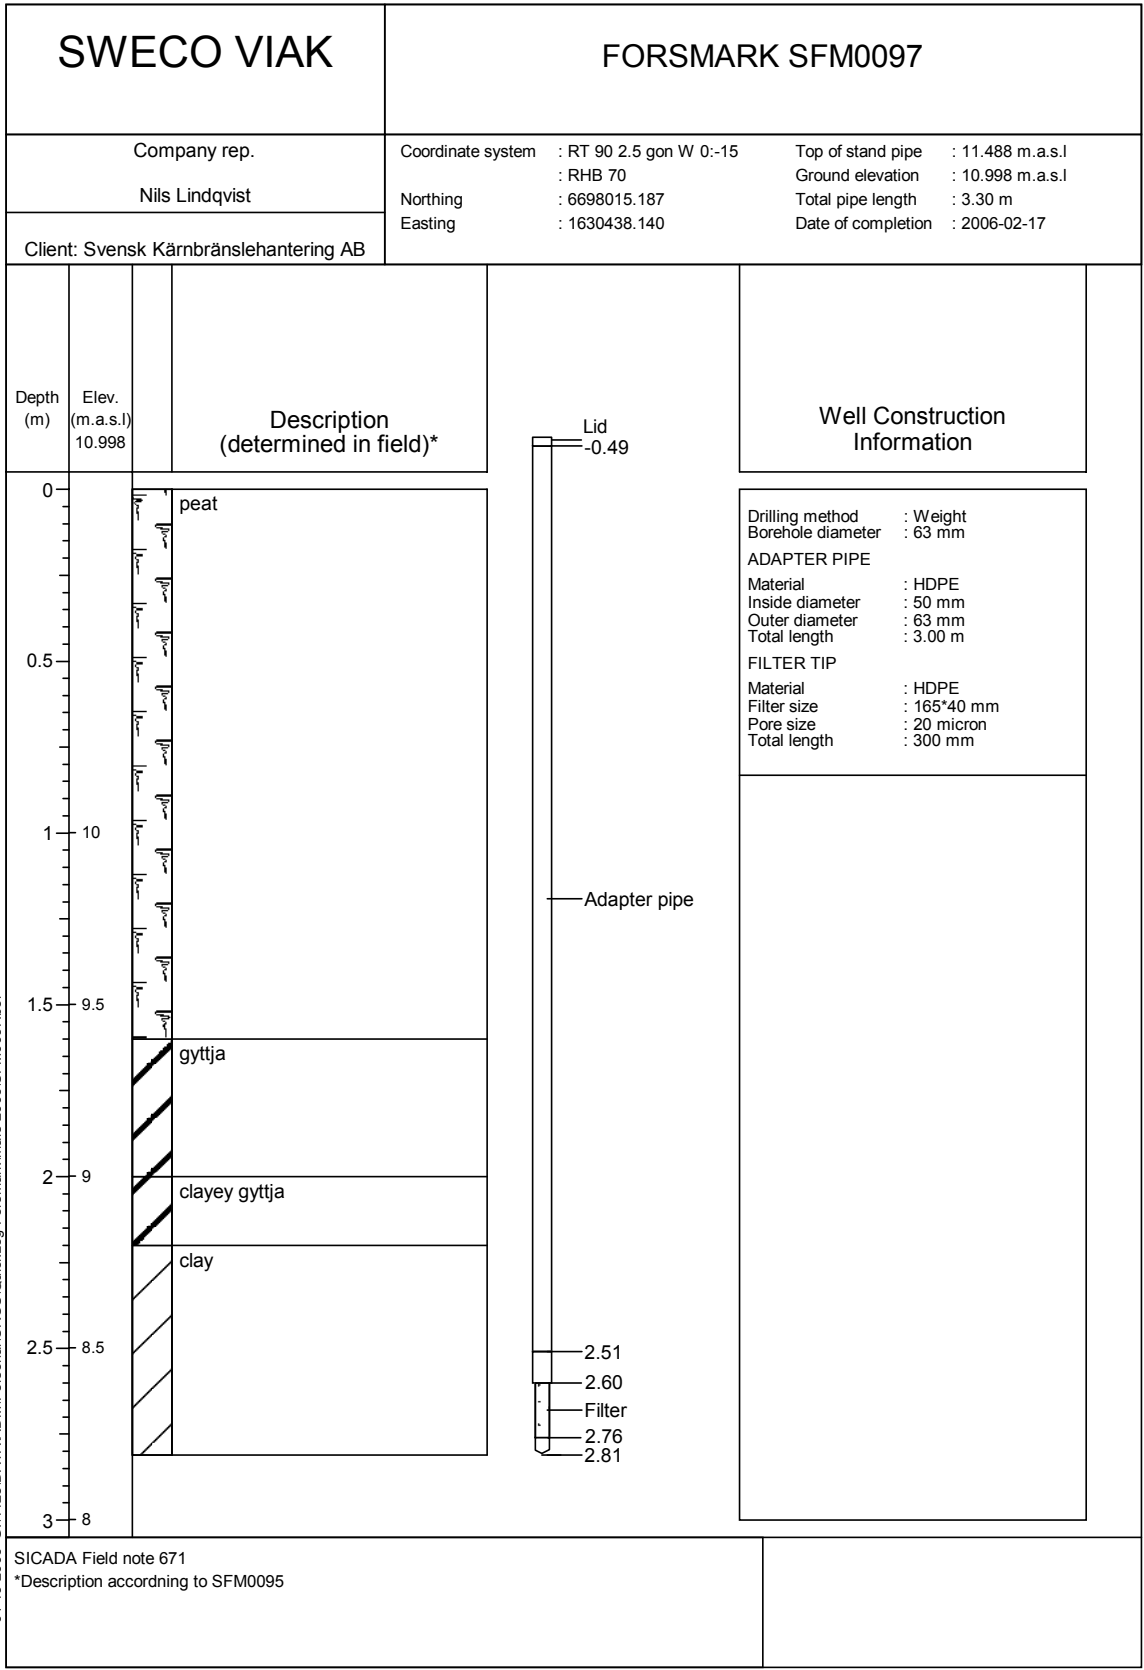 SWECO VIAK
FORSMARK SFM0097
Company rep.
Nils Lindqvist
Client: Svensk Kärnbränslehantering AB
Coordinate system : RT 90 2.5 gon W 0:-15
: RHB 70
Northing : 6698015.187
Easting : 1630438.140
Top of stand pipe : 11.488 m.a.s.l
Ground elevation : 10.998 m.a.s.l
Total pipe length : 3.30 m
Date of completion : 2006-02-17
Depth
(m)
Elev.
(m.a.s.l)
10.998
Description
(determined in field)*
Lid
-0.49
Well Construction
Information
0
0.5
1
1.5
2
2.5
3
10
9.5
9
8.5
8
peat
gyttja
clayey gyttja
clay
Adapter pipe
2.51
2.60
Filter
2.76
2.81
Drilling method : Weight
Borehole diameter : 63 mm
ADAPTER PIPE
Material : HDPE
Inside diameter : 50 mm
Outer diameter : 63 mm
Total length : 3.00 m
FILTER TIP
Material : HDPE
Filter size : 165*40 mm
Pore size : 20 micron
Total length : 300 mm
SICADA Field note 671
*Description accordning to SFM0095